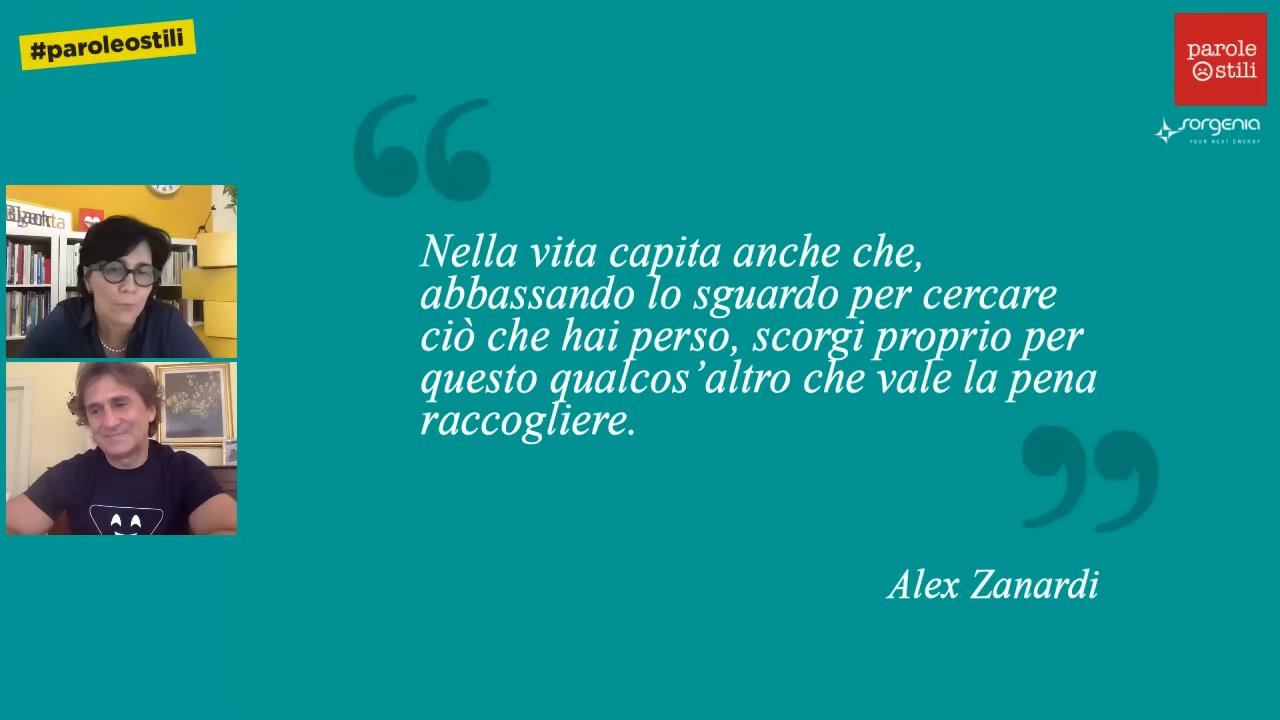 #paroleostili
parole
ostili
sorgenia
YOUR NEXT ENERGY
“
Nella vita capita anche che,
abbassando lo sguardo per cercare
ciò che hai perso, scorgi proprio per
questo qualcos’altro che vale la pena
raccogliere.
”
Alex Zanardi